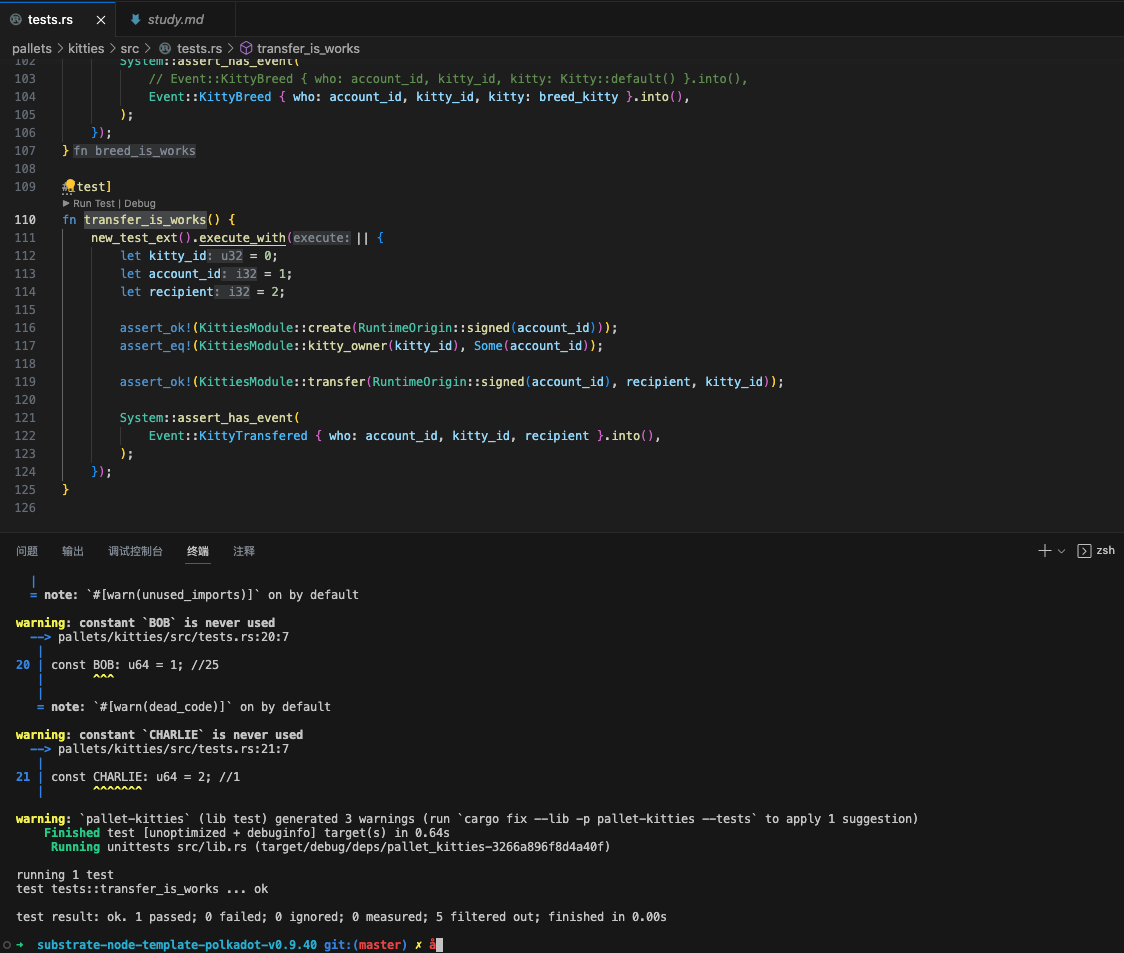 tests.rs
study.md
pallets > kitties > src > tests.rs > transfer_is_works
102 System::assert_has_event(
103 // Event::KittyBreed { who: account_id, kitty_id, kitty: Kitty::default() }.into(),
104 Event::KittyBreed { who: account_id, kitty_id, kitty: breed_kitty }.into(),
105 );
106 });
107 } fn breed_is_works
108
109 #[test]
Run Test | Debug
110 fn transfer_is_works() {
111 new_test_ext().execute_with(execute: || {
112 let kitty_id: u32 = 0;
113 let account_id: i32 = 1;
114 let recipient: i32 = 2;
115
116 assert_ok!(KittiesModule::create(RuntimeOrigin::signed(account_id)));
117 assert_eq!(KittiesModule::kitty_owner(kitty_id), Some(account_id));
118
119 assert_ok!(KittiesModule::transfer(RuntimeOrigin::signed(account_id), recipient, kitty_id));
120
121 System::assert_has_event(
122 Event::KittyTransfered { who: account_id, kitty_id, recipient }.into(),
123 );
124 });
125 }
126
问题 输出 调试控制台 终端 注释 zsh
|
= note: `#[warn(unused_imports)]` on by default
warning: constant `BOB` is never used
--> pallets/kitties/src/tests.rs:20:7
|
20 | const BOB: u64 = 1; //25
| ^^^
|
= note: `#[warn(dead_code)]` on by default
warning: constant `CHARLIE` is never used
--> pallets/kitties/src/tests.rs:21:7
|
21 | const CHARLIE: u64 = 2; //1
| ^^^^^^^
warning: `pallet-kitties` (lib test) generated 3 warnings (run `cargo fix --lib -p pallet-kitties --tests` to apply 1 suggestion)
Finished test [unoptimized + debuginfo] target(s) in 0.64s
Running unittests src/lib.rs (target/debug/deps/pallet_kitties-3266a896f8d4a40f)
running 1 test
test tests::transfer_is_works ... ok
test result: ok. 1 passed; 0 failed; 0 ignored; 0 measured; 5 filtered out; finished in 0.00s
→ substrate-node-template-polkadot-v0.9.40 git:(master) ✗ å